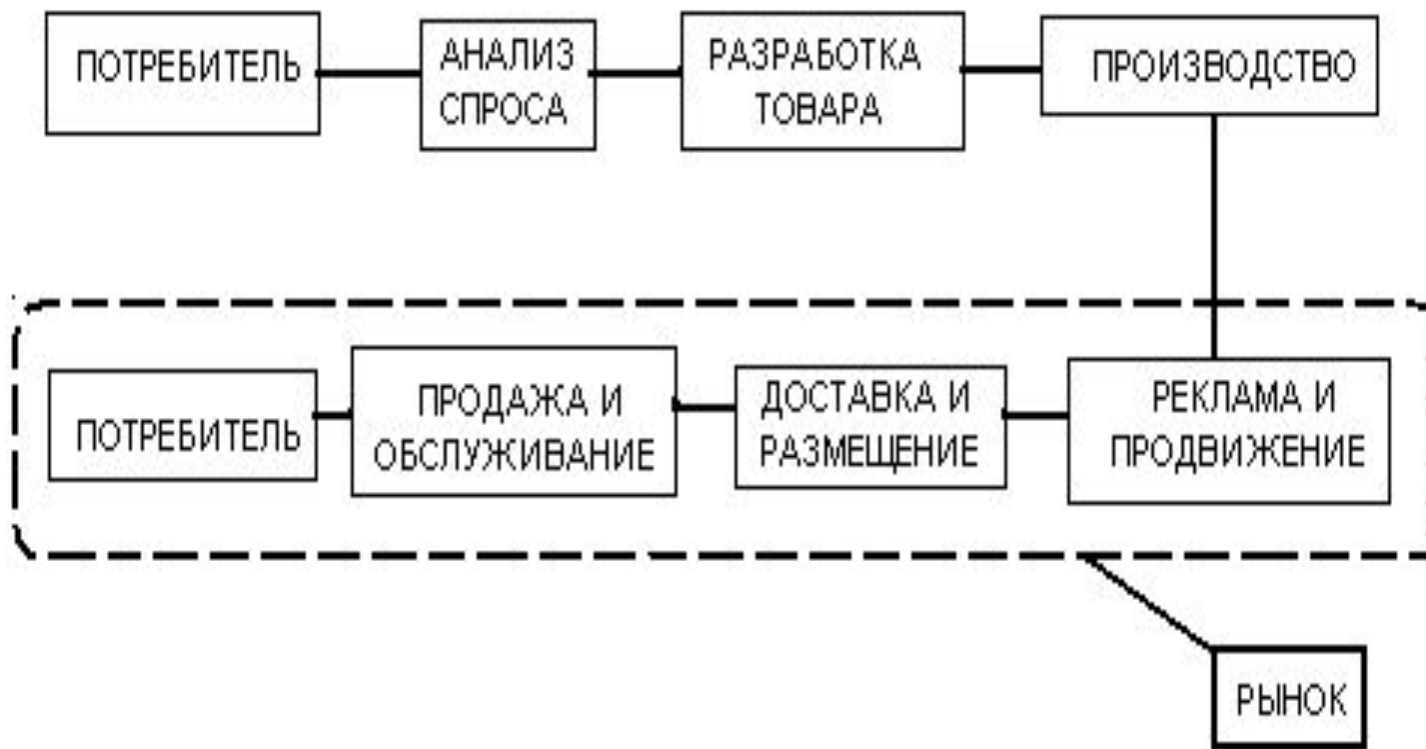 ПОТРЕБИТЕЛЬ
АНАЛИЗ
СПРОСА
РАЗРАБОТКА
ТОВАРА
ПРОИЗВОДСТВО
ПОТРЕБИТЕЛЬ
ПРОДАЖА И
ОБСЛУЖИВАНИЕ
ДОСТАВКА И
РАЗМЕЩЕНИЕ
РЕКЛАМА И
ПРОДВИЖЕНИЕ
РЫНОК